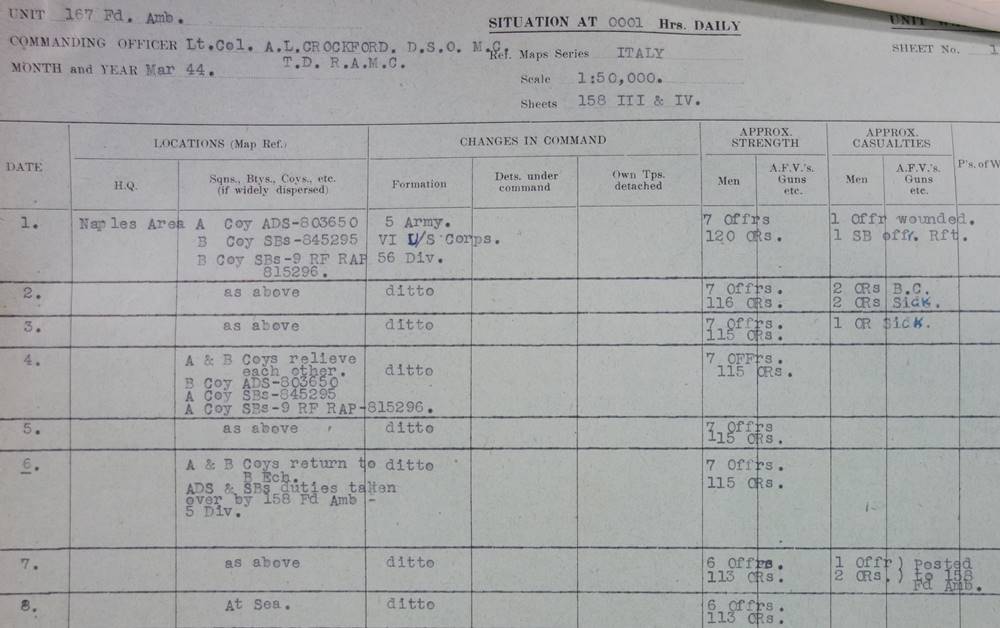 UNIT 167 Fd. Amb.
SITUATION AT 0001 Hrs. DAILY
COMMANDING OFFICER Lt.Col. A.L.CROCKFORD. D.S.O. M.C.
T.D. R.A.M.C.
Ref. Maps Series ITALY
SHEET No. 1
MONTH and YEAR Mar 44.
Scale 1:50,000.
Sheets 158 III & IV.
DATE
LOCATIONS (Map Ref.)
CHANGES IN COMMAND
APPROX. STRENGTH
APPROX. CASUALTIES
P's. of W
H.Q.
Sqns., Btys., Coys., etc.
(if widely dispersed)
Formation
Dets. under
command
Own Tps.
detached
Men
A.F.V.'s.
Guns
etc.
Men
A.F.V.'s.
Guns
etc.
1. Naples Area A Coy ADS-803650 5 Army. 7 Offrs 1 Offr wounded.
B Coy SBs-845295 VI U/S Corps. 120 ORs. 1 SB offr. Rft.
B Coy SBs-9 RF RAP 56 Div.
815296.
2. as above ditto 7 Offrs. 2 ORs B.C.
116 ORs. 2 ORs Sick.
3. as above ditto 7 Offrs. 1 OR Sick.
115 ORs.
4. A & B Coys relieve 7 OFFrs.
each other. ditto 115 ORs.
B Coy ADS-803650
A Coy SBs-845295
A Coy SBs-9 RF RAP-815296.
5. as above ditto 7 Offrs
115 ORs.
6. A & B Coys return to ditto 7 Offrs.
B Ech. 115 ORs.
ADS & SBs duties taken
over by 158 Fd Amb -
5 Div.
7. as above ditto 6 Offrs. 1 Offr ) Posted
113 ORs. 2 ORs. ) to 158
Fd Amb.
8. At Sea. ditto 6 Offrs.
113 ORs.